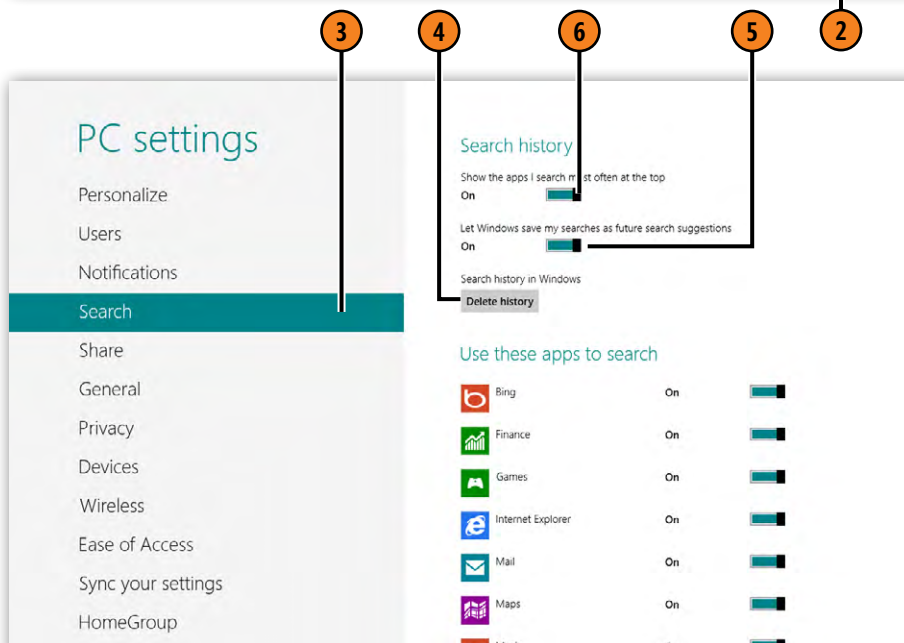 3 4 6 5 2
PC settings
Personalize
Users
Notifications
Search
Share
General
Privacy
Devices
Wireless
Ease of Access
Sync your settings
HomeGroup
Search history
Show the apps I search most often at the top
On
Let Windows save my searches as future search suggestions
On
Search history in Windows
Delete history
Use these apps to search
Bing On
Finance On
Games On
Internet Explorer On
Mail On
Maps On